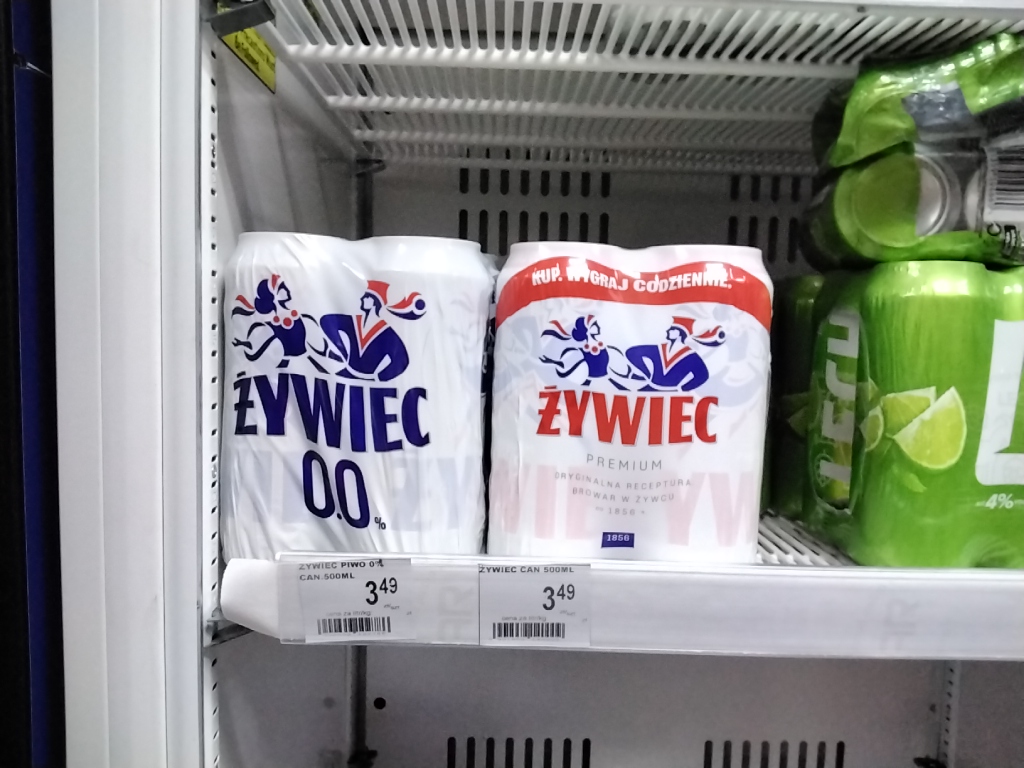 ŻYWIEC
0.0%
KUP. WYGRAJ CODZIENNIE.
ŻYWIEC
PREMIUM
ORYGINALNA RECEPTURA
BROWAR W ŻYWCU
1856
1856
LECH
4%
ŻYWIEC PIWO 0%
CAN.500ML
3 49
ŻYWIEC CAN 500ML
3 49